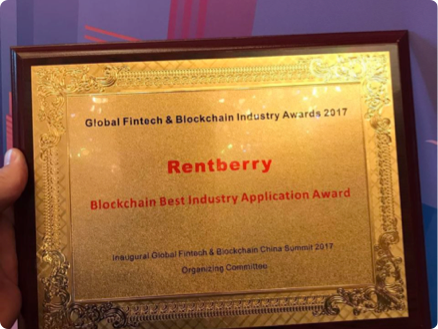 Global Fintech & Blockchain Industry Awards 2017
Rentberry
Blockchain Best Industry Application Award
Inaugural Global Fintech & Blockchain China Summit 2017
Organizing Committee